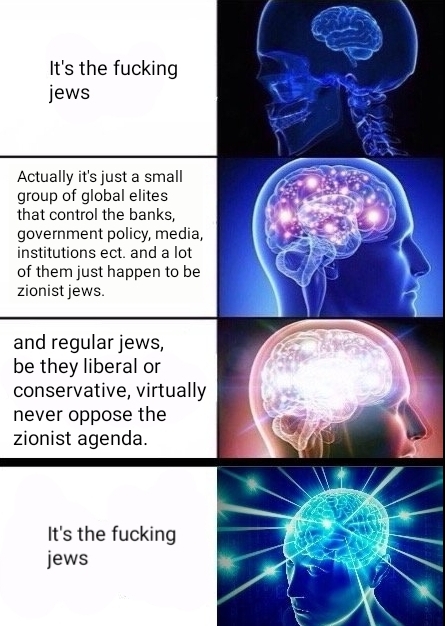 It's the fucking
jews
Actually it's just a small
group of global elites
that control the banks,
government policy, media,
institutions ect. and a lot
of them just happen to be
zionist jews.
and regular jews,
be they liberal or
conservative, virtually
never oppose the
zionist agenda.
It's the fucking
jews